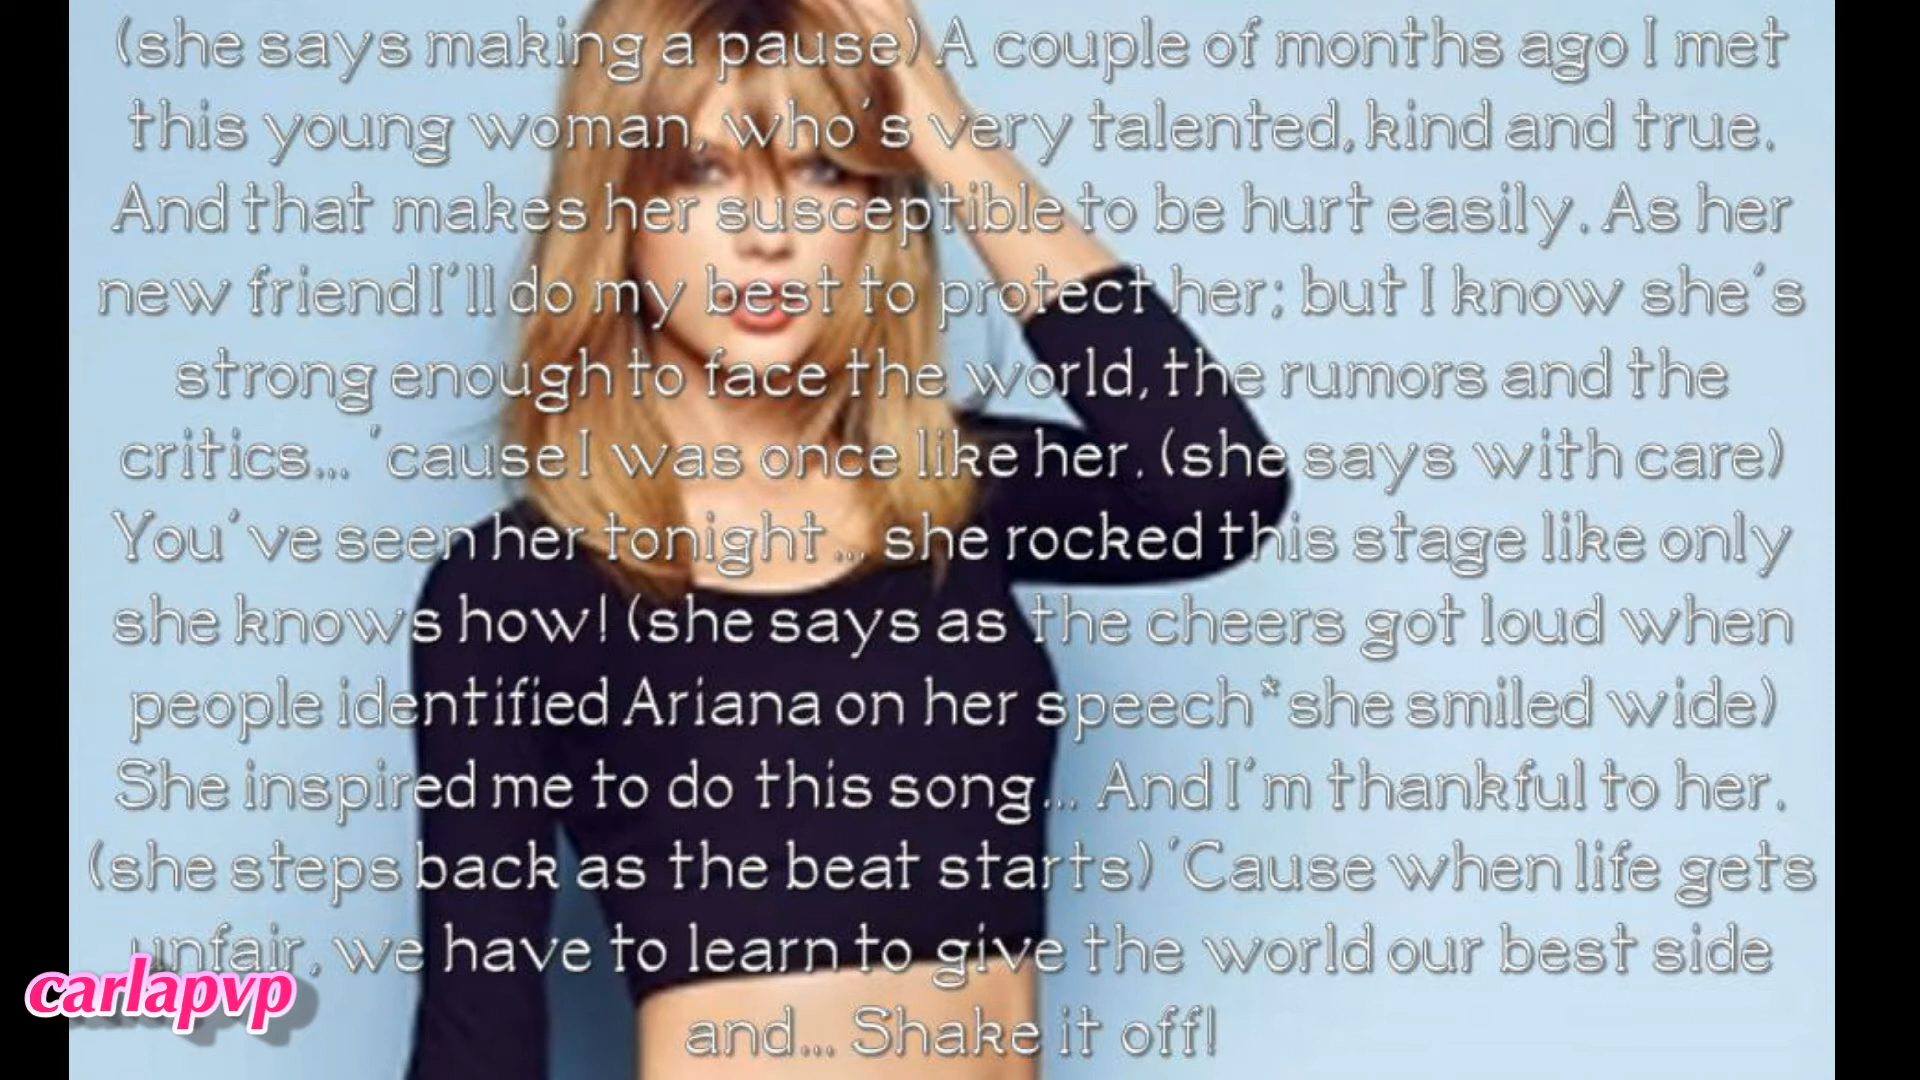 (she says making a pause) A couple of months ago I met
this young woman, who's very talented, kind and true.
And that makes her susceptible to be hurt easily. As her
new friend I'll do my best to protect her; but I know she's
strong enough to face the world, the rumors and the
critics... 'cause I was once like her. (she says with care)
You've seen her tonight... she rocked this stage like only
she knows how! (she says as the cheers got loud when
people identified Ariana on her speech*she smiled wide)
She inspired me to do this song... And I'm thankful to her.
(she steps back as the beat starts) 'Cause when life gets
unfair, we have to learn to give the world our best side
and... Shake it off!
carlapvp